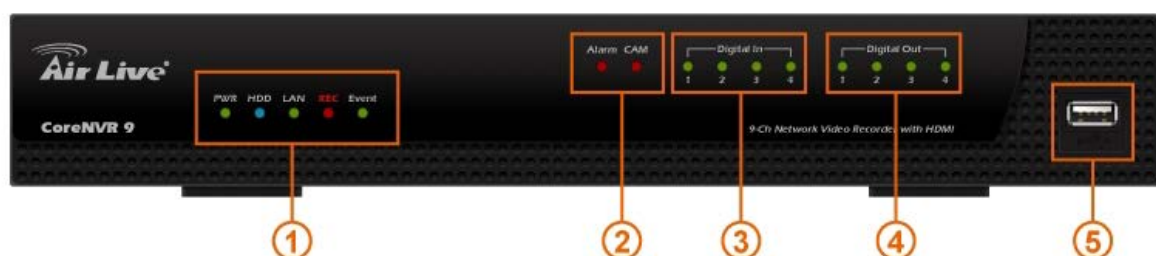 Alarm CAM
Digital In
Digital Out
Air Live
1 2 3 4
1 2 3 4
PWR HDD LAN REC Event
CoreNVR 9
9-Ch Network Video Recorder with HDMI
1 2 3 4 5